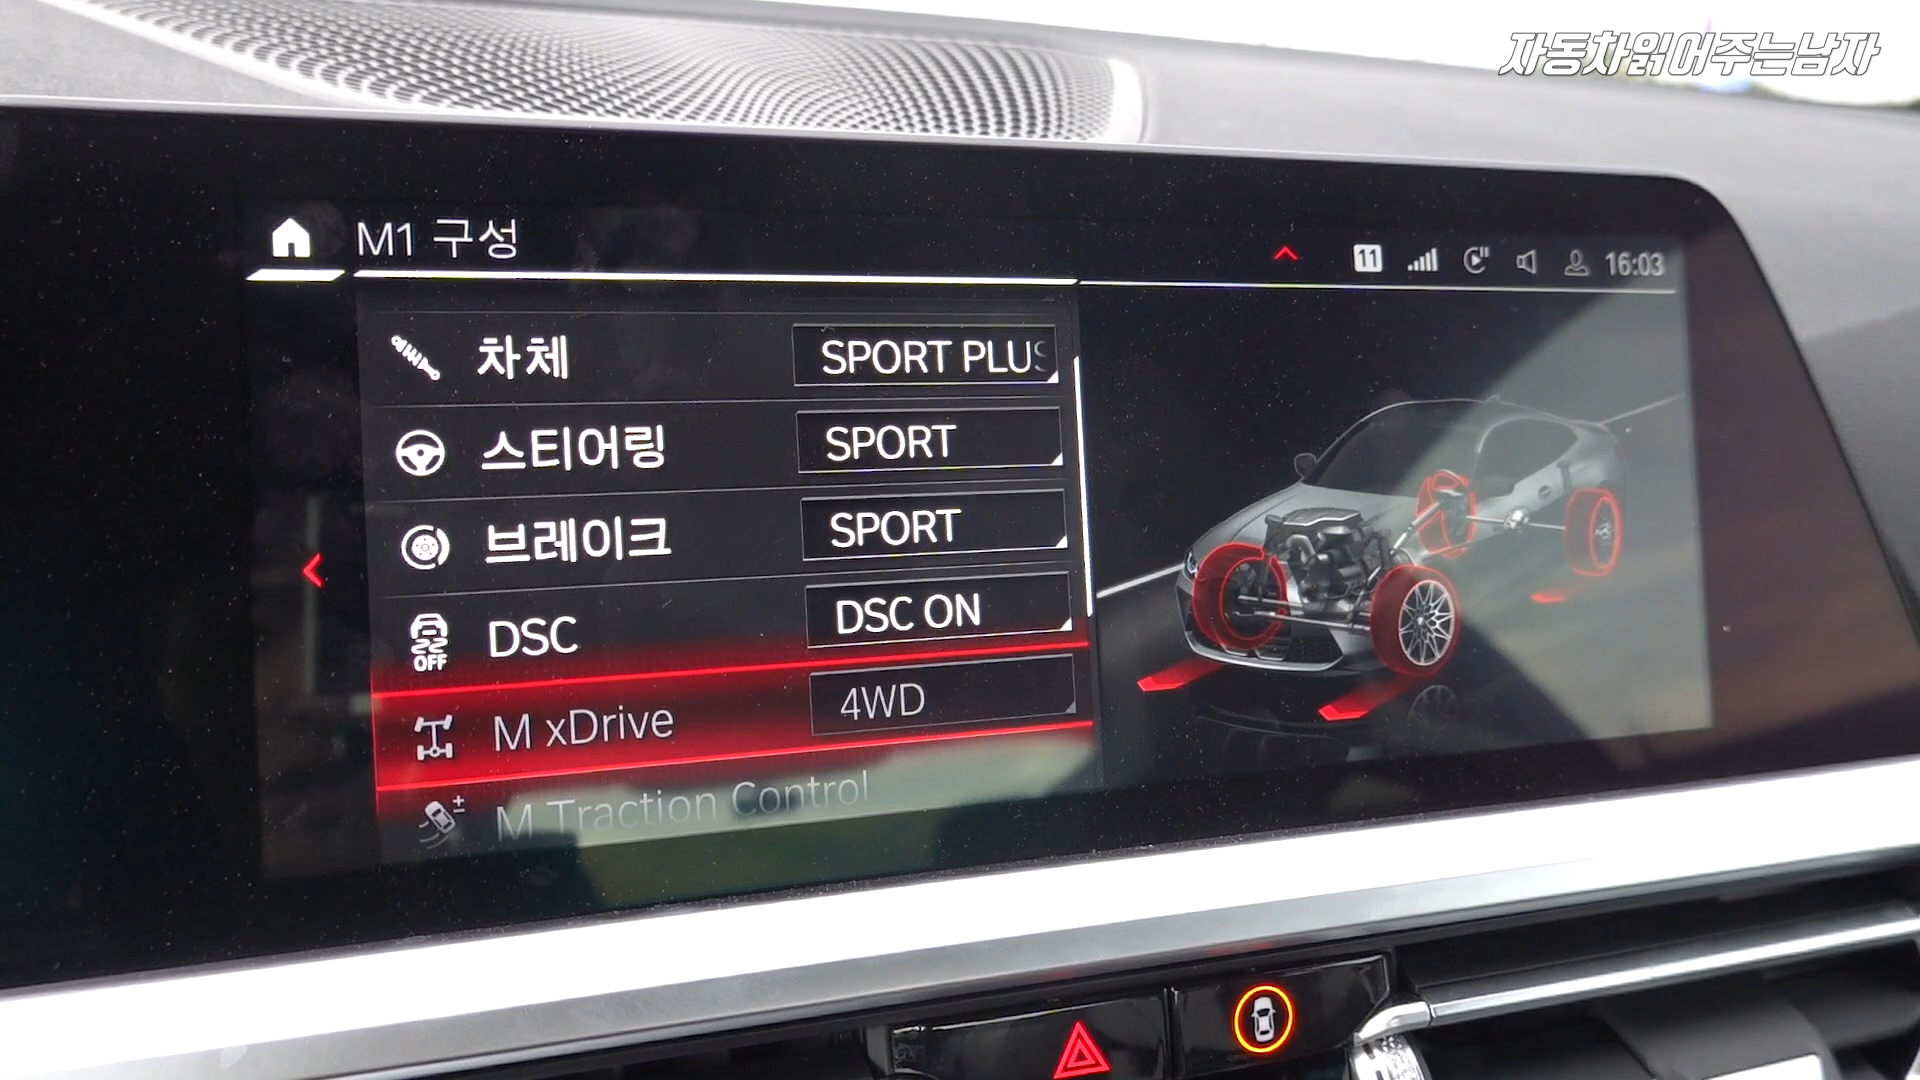 자동차읽어주는남자
M1 구성
11
16:03
차체 SPORT PLUS
스티어링 SPORT
브레이크 SPORT
OFF DSC DSC ON
M xDrive 4WD
M Traction Control